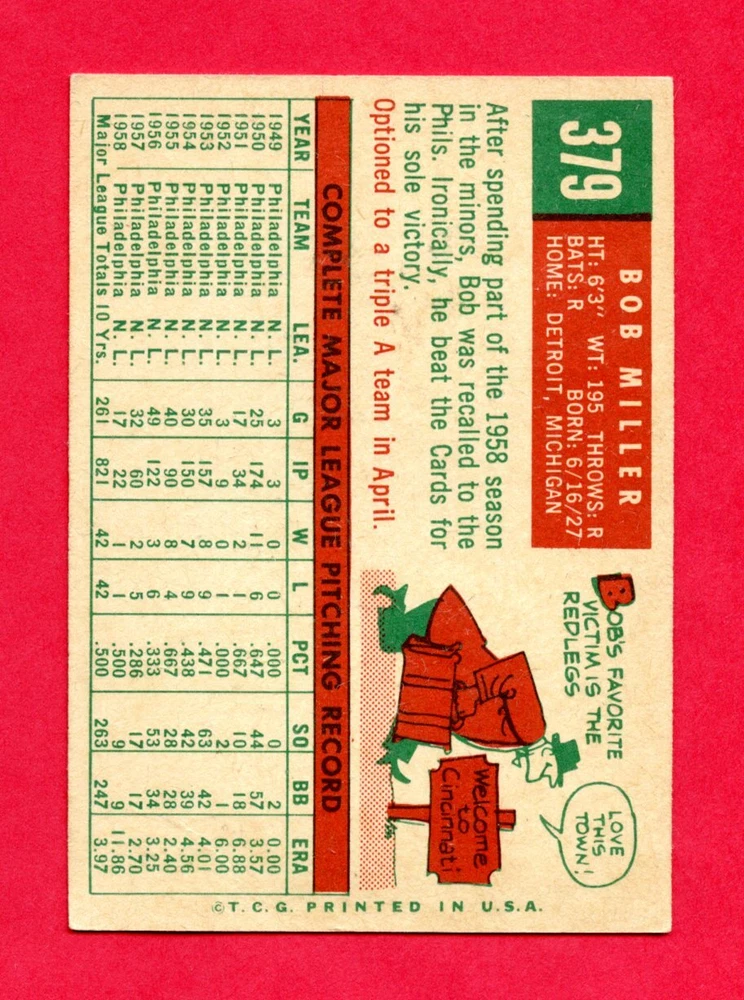 379
BOB MILLER
HT: 6'3" WT: 195 THROWS: R
BATS: R BORN: 6/16/27
HOME: DETROIT, MICHIGAN
After spending part of the 1958 season
in the minors, Bob was recalled to the
Phils. Ironically, he beat the Cards for
his sole victory.
Optioned to a triple A team in April.
BOB'S FAVORITE
VICTIM IS THE
REDLEGS
LOVE
THIS
TOWN!
Welcome
to
Cincinnati
COMPLETE MAJOR LEAGUE PITCHING RECORD
YEAR TEAM LEA. G IP W L PCT SO BB ERA
1949 Philadelphia N. L. 3 3 0 0 .000 0 2 0.00
1950 Philadelphia N. L. 25 174 11 6 .647 44 57 3.57
1951 Philadelphia N. L. 17 34 2 1 .667 10 18 6.88
1952 Philadelphia N. L. 3 9 0 1 .000 2 1 6.00
1953 Philadelphia N. L. 35 157 8 9 .471 63 42 4.01
1954 Philadelphia N. L. 30 150 7 9 .438 42 39 4.56
1955 Philadelphia N. L. 40 90 8 4 .667 28 28 2.40
1956 Philadelphia N. L. 49 122 3 6 .333 53 34 3.25
1957 Philadelphia N. L. 32 60 2 5 .286 17 17 2.70
1958 Philadelphia N. L. 17 22 1 1 .500 9 9 11.86
Major League Totals 10 Yrs. 261 821 42 42 .500 263 247 3.97
© T. C. G. PRINTED IN U.S.A.